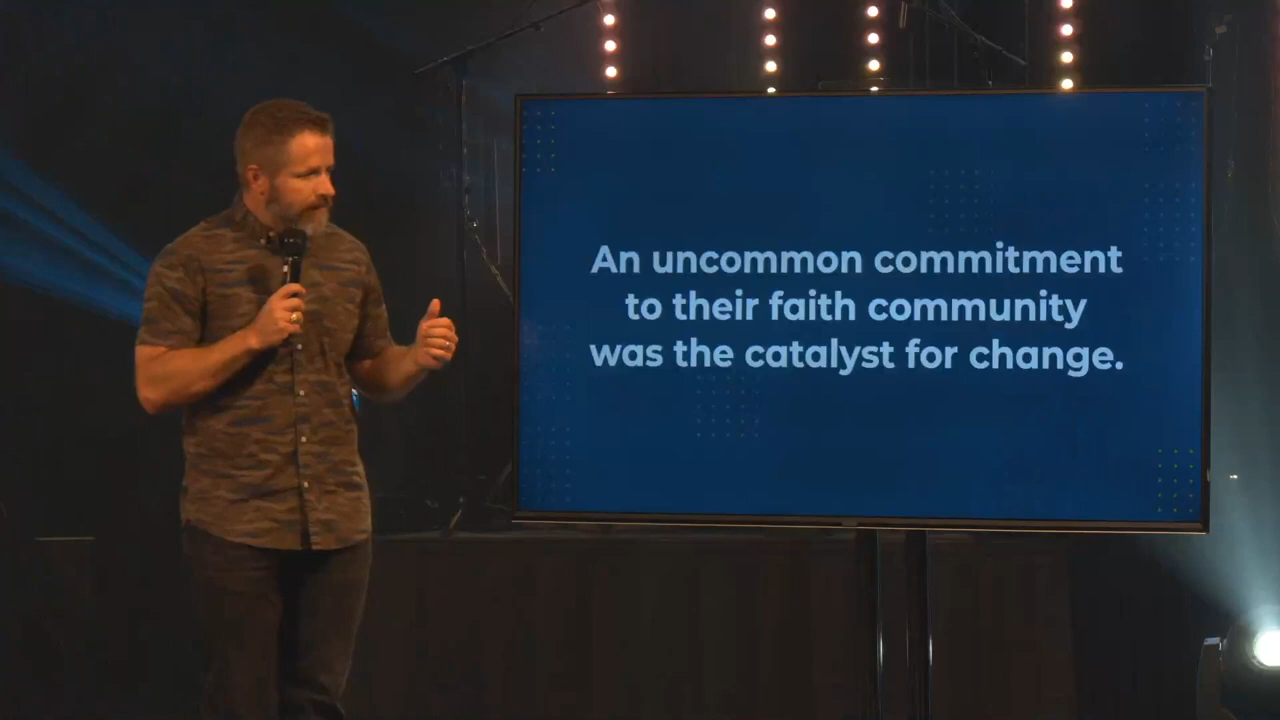 An uncommon commitment
to their faith community
was the catalyst for change.